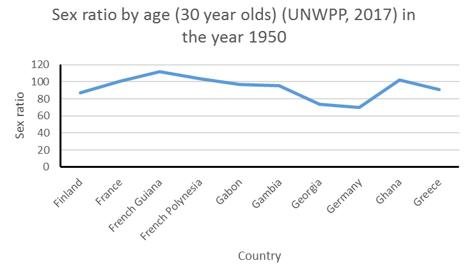 Sex ratio by age (30 year olds) (UNWPP, 2017) in
the year 1950
120
100
80
60
40
20
0
Sex ratio
Finland
France
French Guiana
French Polynesia
Gabon
Gambia
Georgia
Germany
Ghana
Greece
Country